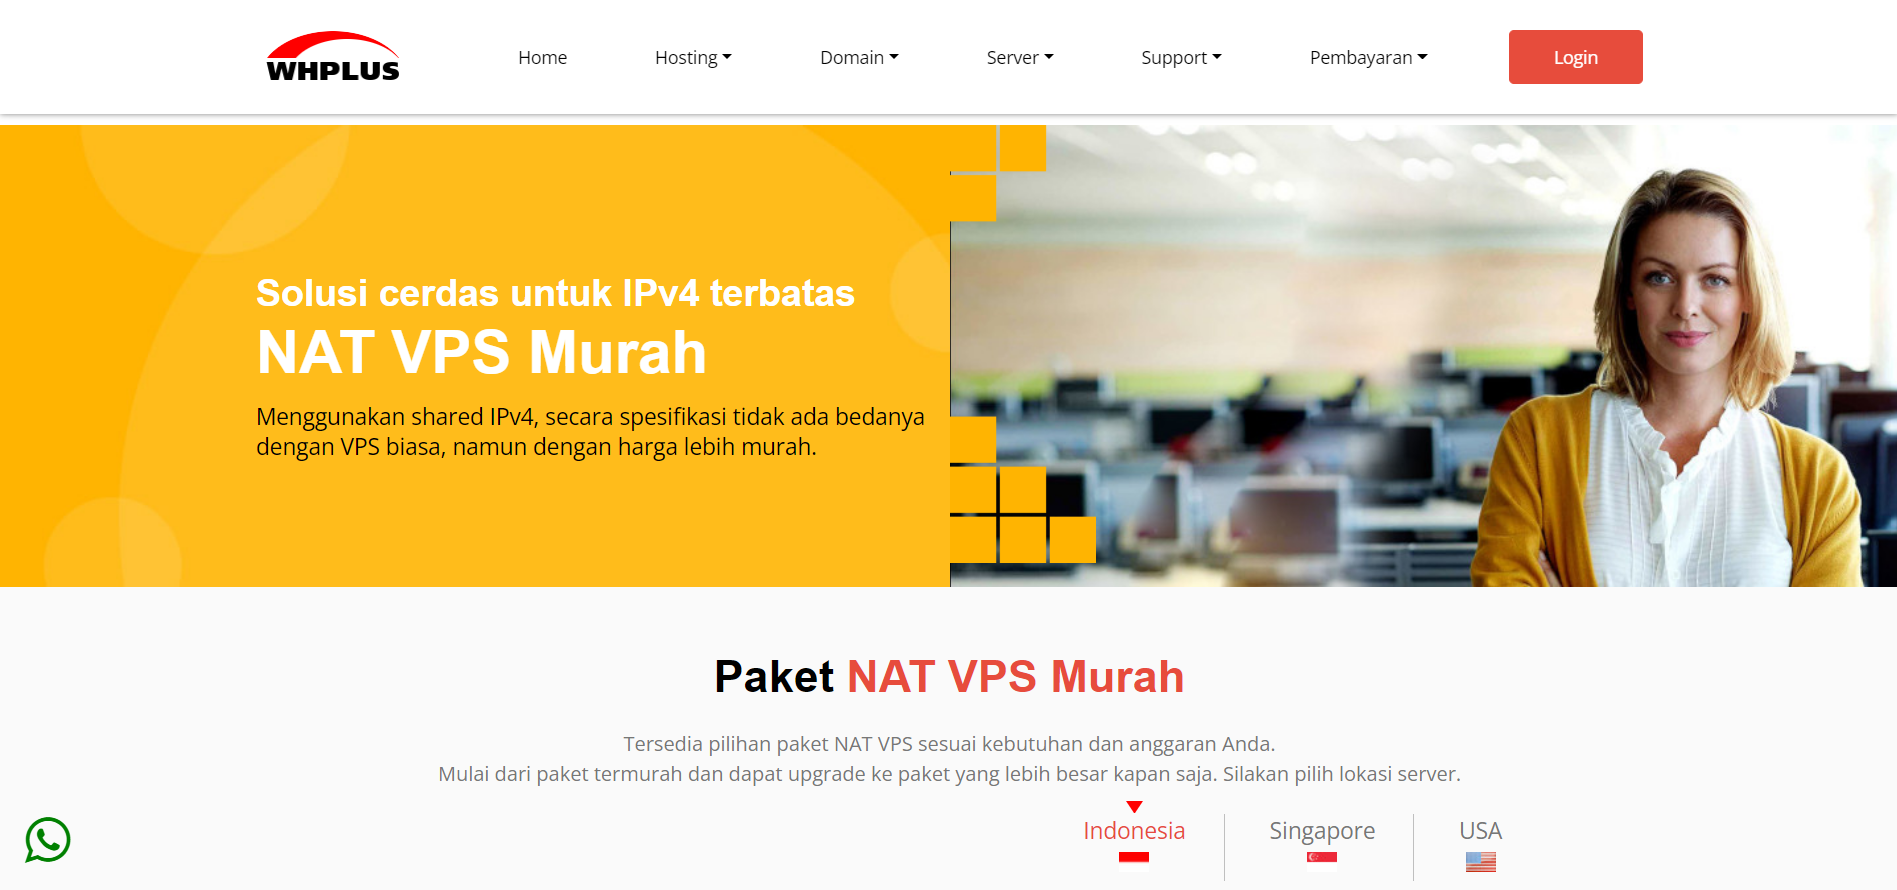 WHPLUS
Home
Hosting
Domain
Server
Support
Pembayaran
Login
Solusi cerdas untuk IPv4 terbatas
NAT VPS Murah
Menggunakan shared IPv4, secara spesifikasi tidak ada bedanya
dengan VPS biasa, namun dengan harga lebih murah.
Paket NAT VPS Murah
Tersedia pilihan paket NAT VPS sesuai kebutuhan dan anggaran Anda.
Mulai dari paket termurah dan dapat upgrade ke paket yang lebih besar kapan saja. Silakan pilih lokasi server.
Indonesia
Singapore
USA